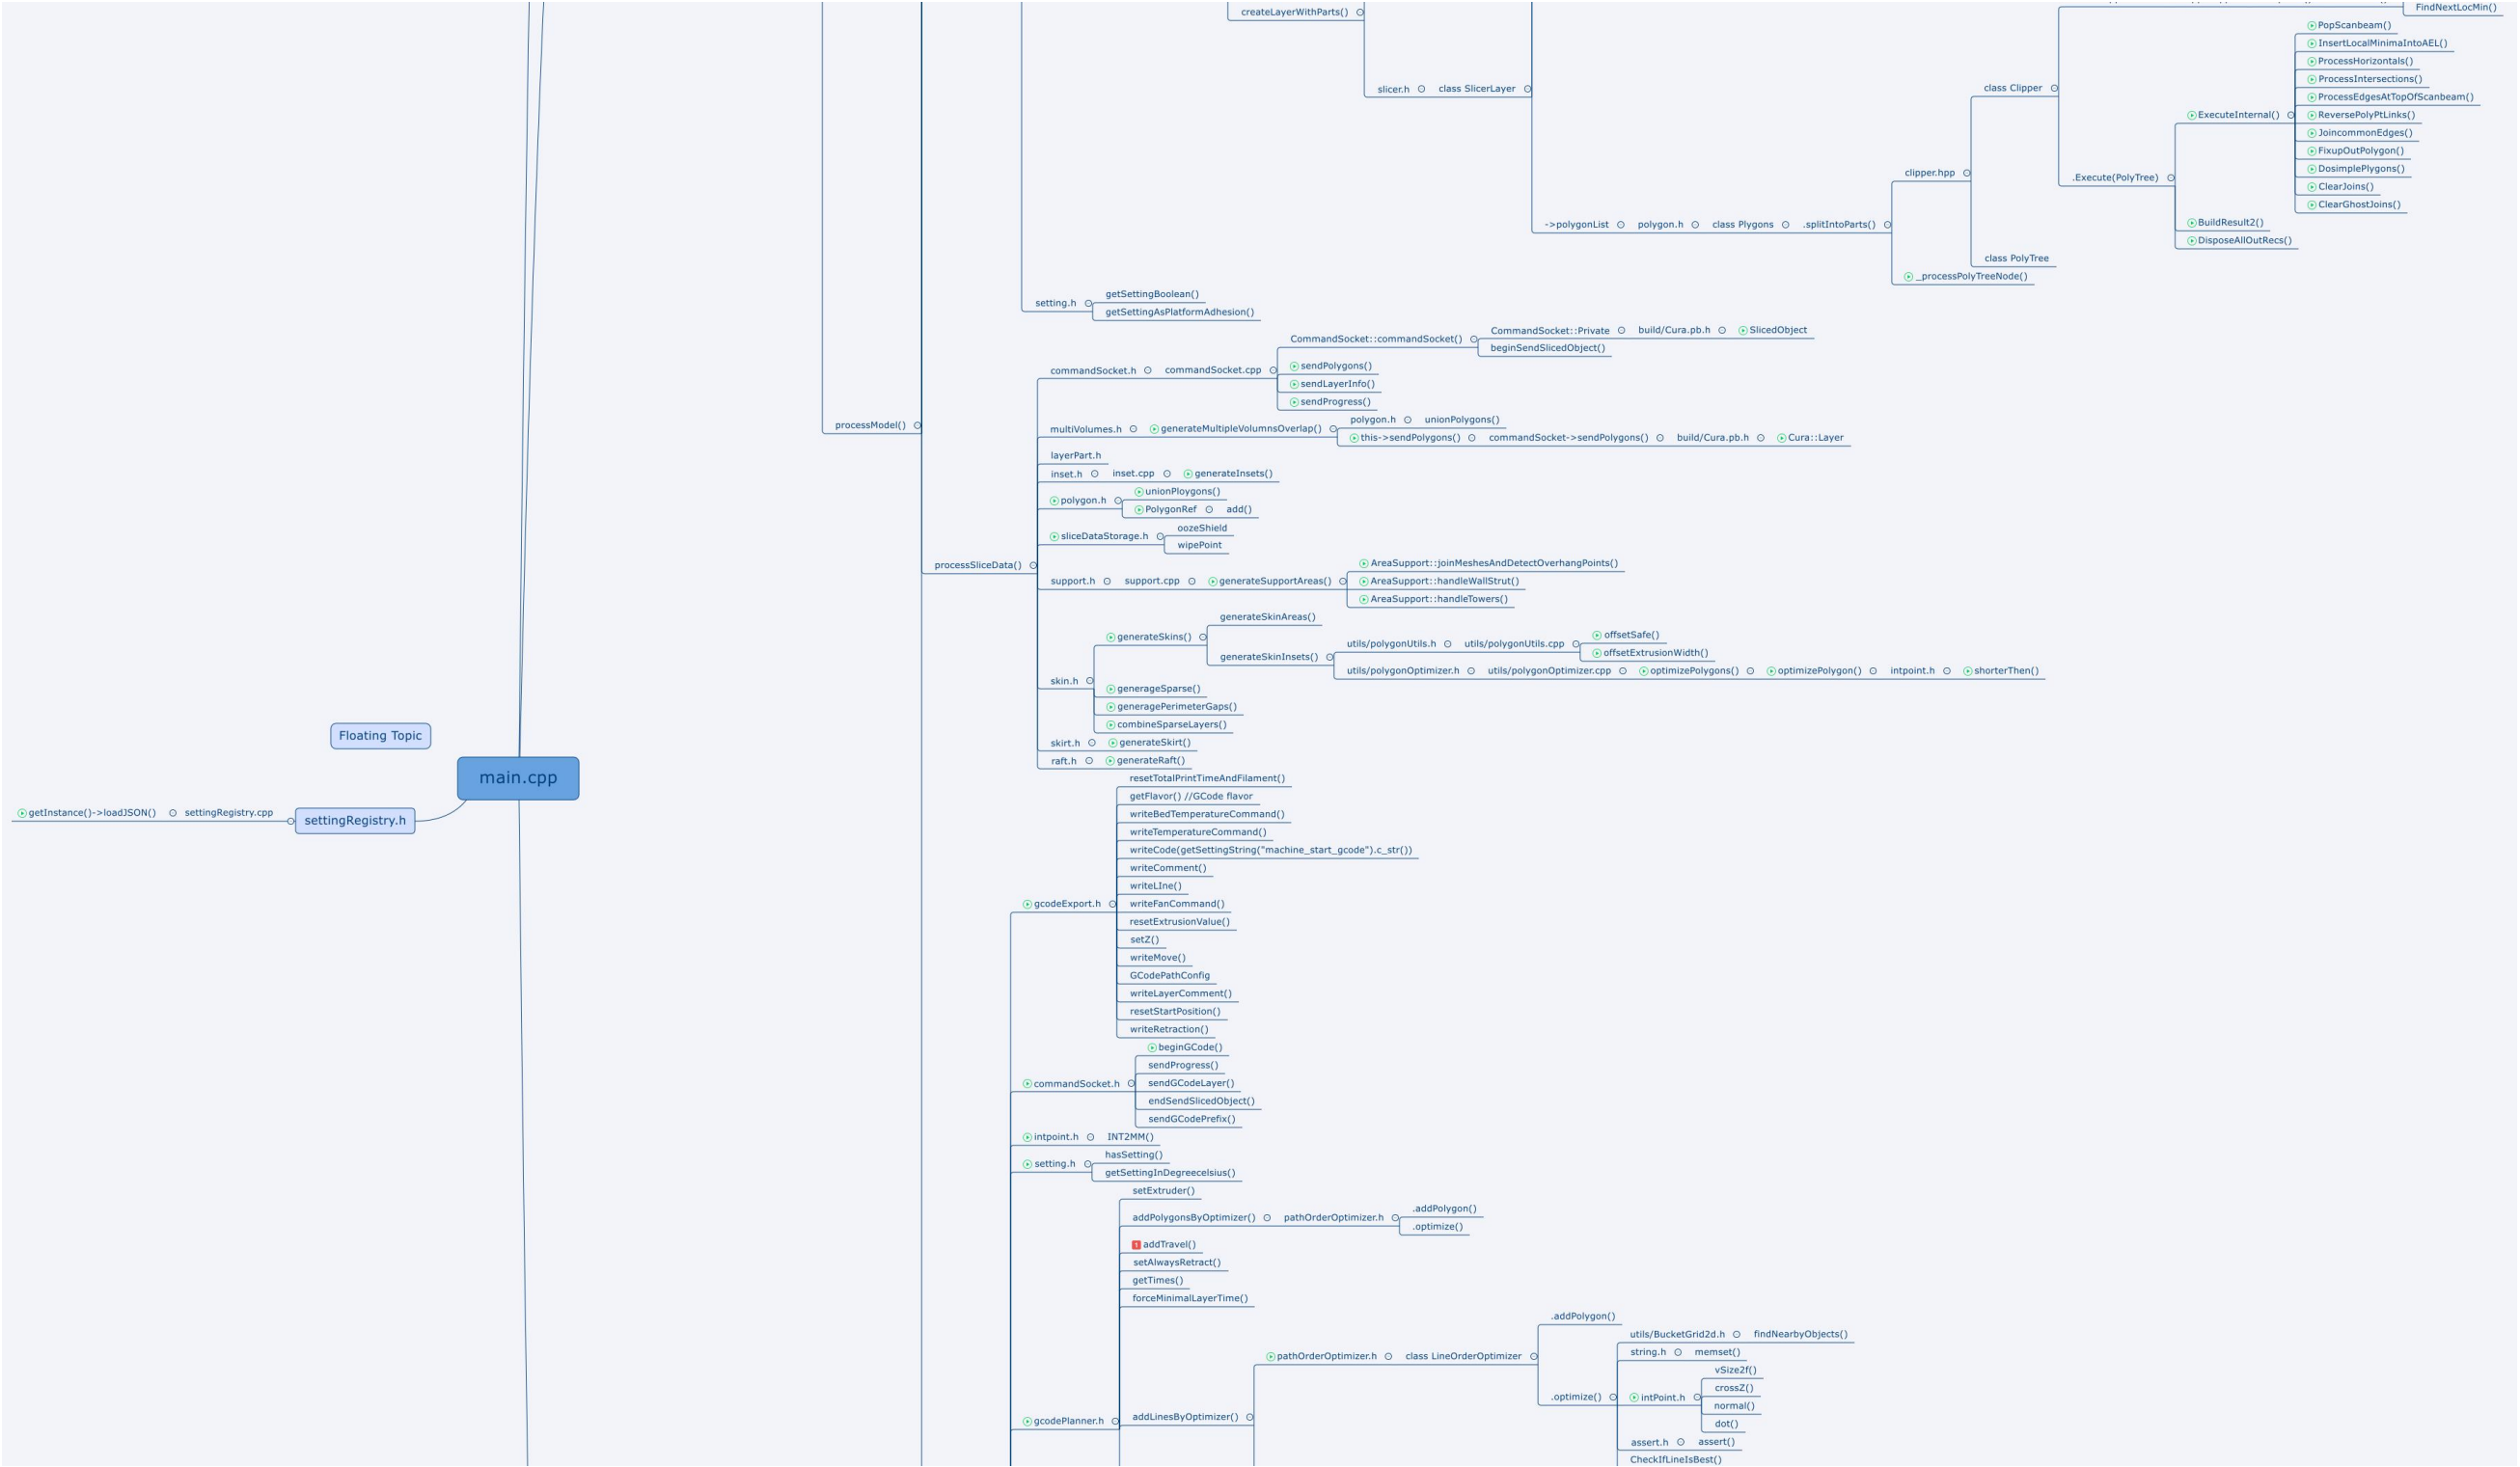 createLayerWithParts()
FindNextLocMin()
PopScanbeam()
InsertLocalMinimaIntoAEL()
ProcessHorizontals()
ProcessIntersections()
slicer.h class SlicerLayer
class Clipper
ProcessEdgesAtTopOfScanbeam()
ExecuteInternal()
ReversePolyPtLinks()
JoincommonEdges()
FixupOutPolygon()
DosimplePlygons()
clipper.hpp
.Execute(PolyTree)
ClearJoins()
ClearGhostJoins()
->polygonList polygon.h class Plygons .splitIntoParts()
BuildResult2()
DisposeAllOutRecs()
class PolyTree
_processPolyTreeNode()
setting.h
getSettingBoolean()
getSettingAsPlatformAdhesion()
CommandSocket::commandSocket()
CommandSocket::Private build/Cura.pb.h SlicedObject
beginSendSlicedObject()
commandSocket.h commandSocket.cpp
sendPolygons()
sendLayerInfo()
sendProgress()
processModel()
multiVolumes.h generateMultipleVolumnsOverlap()
polygon.h unionPolygons()
this->sendPolygons() commandSocket->sendPolygons() build/Cura.pb.h Cura::Layer
layerPart.h
inset.h inset.cpp generateInsets()
polygon.h
unionPloygons()
PolygonRef add()
sliceDataStorage.h
oozeShield
wipePoint
processSliceData()
support.h support.cpp generateSupportAreas()
AreaSupport::joinMeshesAndDetectOverhangPoints()
AreaSupport::handleWallStrut()
AreaSupport::handleTowers()
skin.h
generateSkins()
generateSkinAreas()
generateSkinInsets()
utils/polygonUtils.h utils/polygonUtils.cpp
offsetSafe()
offsetExtrusionWidth()
utils/polygonOptimizer.h utils/polygonOptimizer.cpp optimizePolygons() optimizePolygon() intpoint.h shorterThen()
generageSparse()
generagePerimeterGaps()
combineSparseLayers()
skirt.h generateSkirt()
raft.h generateRaft()
Floating Topic
main.cpp
getInstance()->loadJSON() settingRegistry.cpp settingRegistry.h
gcodeExport.h
resetTotalPrintTimeAndFilament()
getFlavor() //GCode flavor
writeBedTemperatureCommand()
writeTemperatureCommand()
writeCode(getSettingString("machine_start_gcode").c_str())
writeComment()
writeLIne()
writeFanCommand()
resetExtrusionValue()
setZ()
writeMove()
GCodePathConfig
writeLayerComment()
resetStartPosition()
writeRetraction()
commandSocket.h
beginGCode()
sendProgress()
sendGCodeLayer()
endSendSlicedObject()
sendGCodePrefix()
intpoint.h INT2MM()
setting.h
hasSetting()
getSettingInDegreecelsius()
gcodePlanner.h
setExtruder()
addPolygonsByOptimizer() pathOrderOptimizer.h
.addPolygon()
.optimize()
1 addTravel()
setAlwaysRetract()
getTimes()
forceMinimalLayerTime()
addLinesByOptimizer()
pathOrderOptimizer.h class LineOrderOptimizer
.addPolygon()
.optimize()
utils/BucketGrid2d.h findNearbyObjects()
string.h memset()
intPoint.h
vSize2f()
crossZ()
normal()
dot()
assert.h assert()
CheckIfLineIsBest()